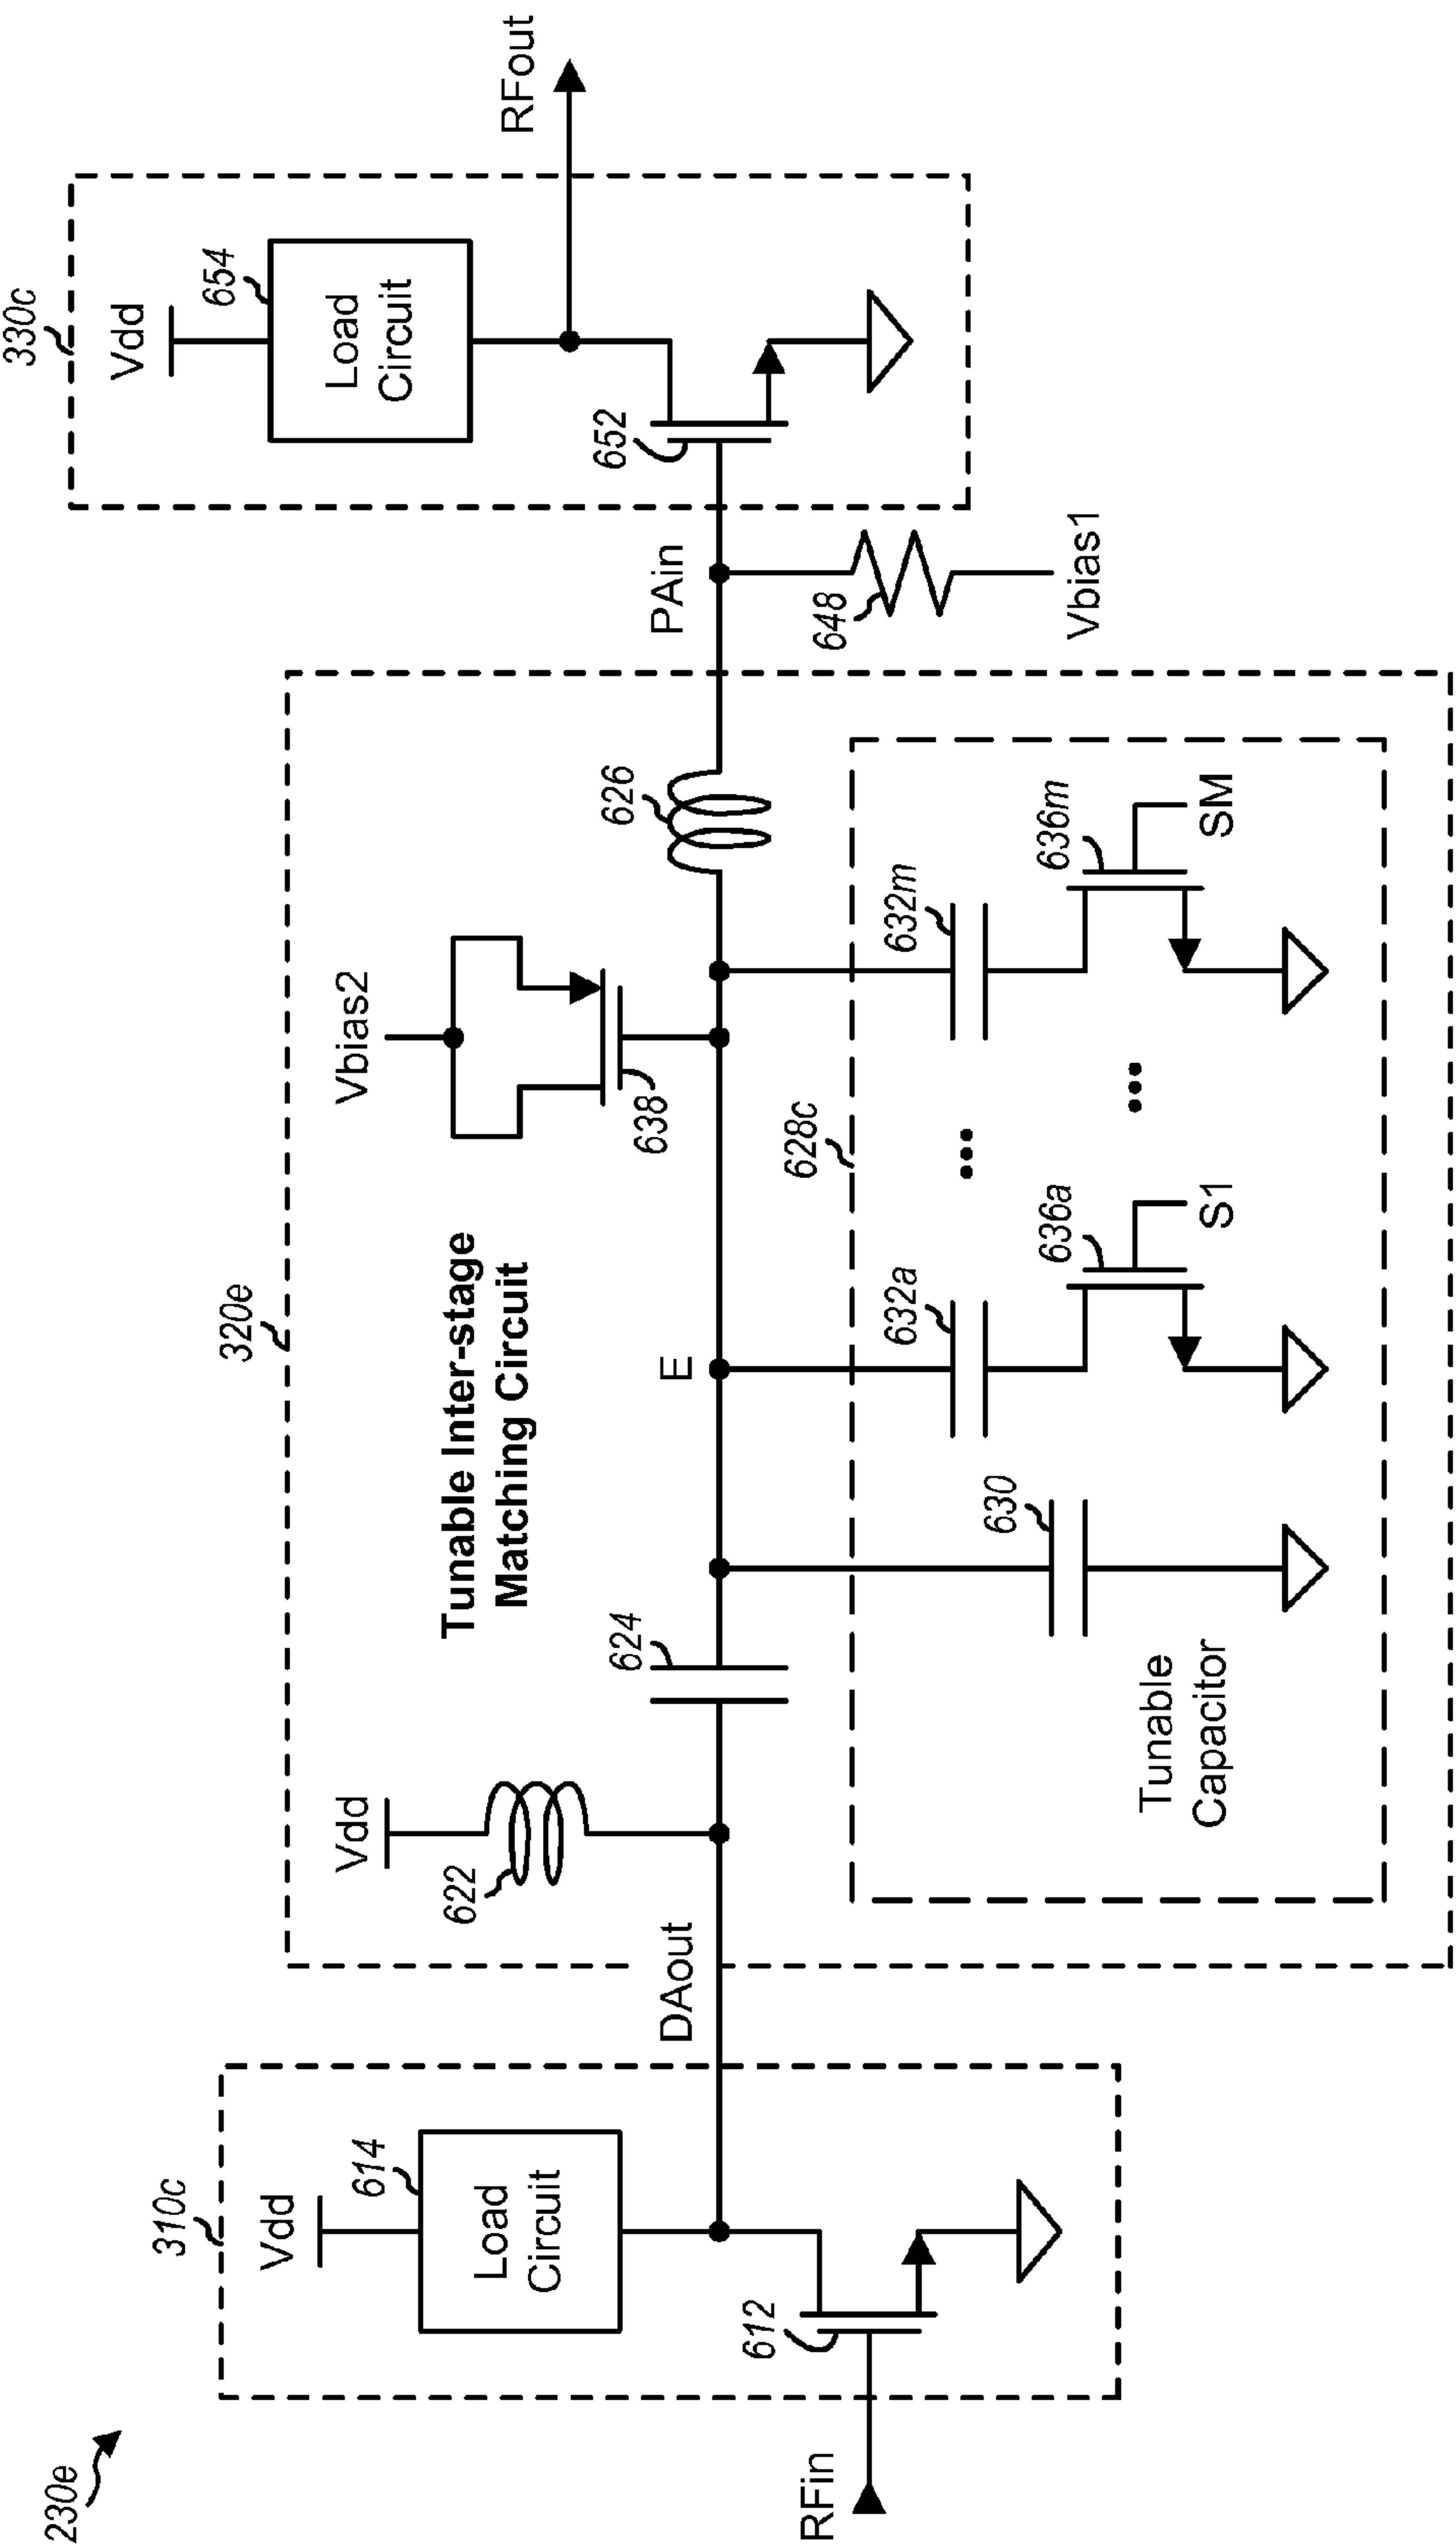 230e
310c
Vdd
614
Load
Circuit
612
RFin
DAout
320e
Vdd
622
624
Tunable Inter-stage
Matching Circuit
E
Vbias2
638
626
628c
630
632a
636a
S1
...
...
632m
636m
SM
Tunable
Capacitor
PAin
648
Vbias1
330c
Vdd
654
Load
Circuit
652
RFout